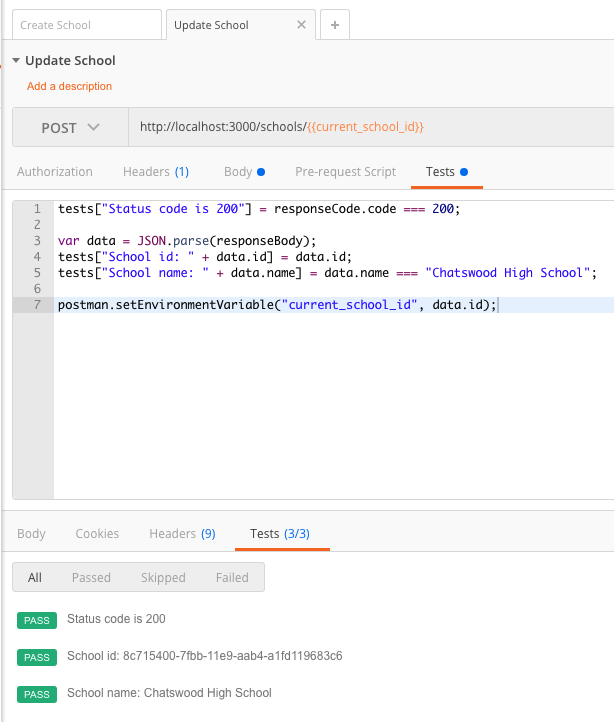 Create School
Update School
Update School
Add a description
POST http://localhost:3000/schools/{{current_school_id}}
Authorization Headers (1) Body Pre-request Script Tests
1 tests["Status code is 200"] = responseCode.code === 200;
2
3 var data = JSON.parse(responseBody);
4 tests["School id: " + data.id] = data.id;
5 tests["School name: " + data.name] = data.name === "Chatswood High School";
6
7 postman.setEnvironmentVariable("current_school_id", data.id);
Body Cookies Headers (9) Tests (3/3)
All Passed Skipped Failed
PASS Status code is 200
PASS School id: 8c715400-7fbb-11e9-aab4-a1fd119683c6
PASS School name: Chatswood High School